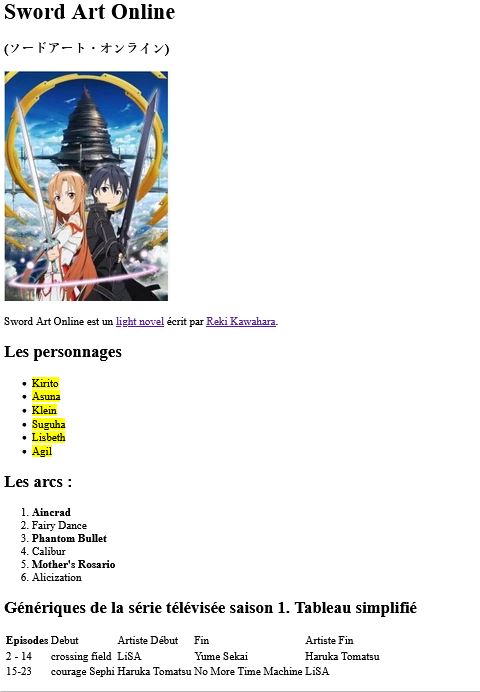 Sword Art Online
(ソードアート・オンライン)
Sword Art Online est un light novel écrit par Reki Kawahara.
Les personnages
Kirito
Asuna
Klein
Suguha
Lisbeth
Agil
Les arcs :
1. Aincrad
2. Fairy Dance
3. Phantom Bullet
4. Calibur
5. Mother's Rosario
6. Alicization
Génériques de la série télévisée saison 1. Tableau simplifié
Episodes Debut Artiste Début Fin Artiste Fin
2 - 14 crossing field LiSA Yume Sekai Haruka Tomatsu
15-23 courage Sephi Haruka Tomatsu No More Time Machine LiSA